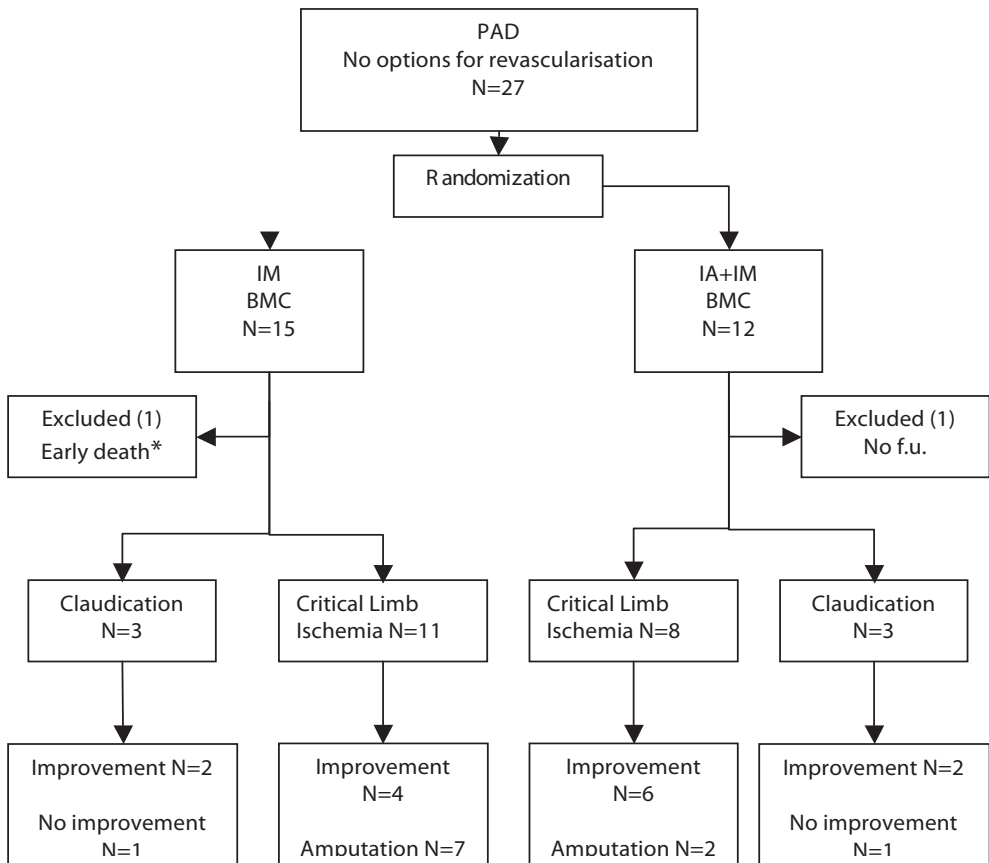 PAD
No options for revascularisation
N=27
Randomization
IM
BMC
N=15
IA+IM
BMC
N=12
Excluded (1)
Early death*
Excluded (1)
No f.u.
Claudication
N=3
Critical Limb
Ischemia N=11
Critical Limb
Ischemia N=8
Claudication
N=3
Improvement N=2
No improvement
N=1
Improvement
N=4
Amputation N=7
Improvement
N=6
Amputation N=2
Improvement N=2
No improvement
N=1